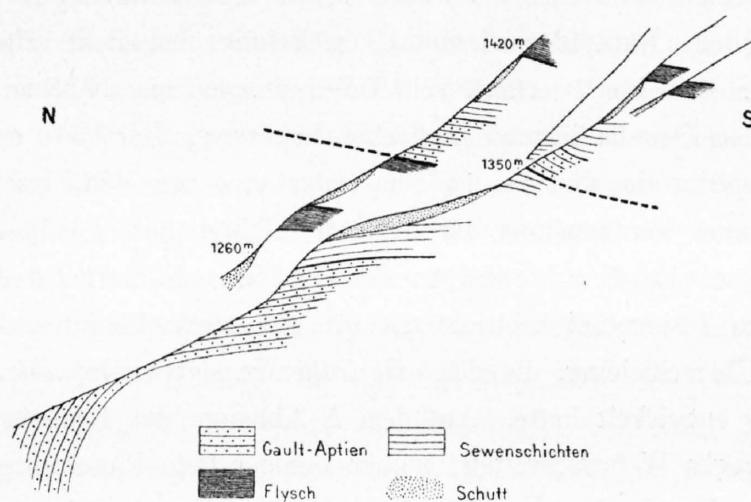 1420m
N
S
1350m
1260m
Gault-Aptien
Sewenschichten
Flysch
Schutt